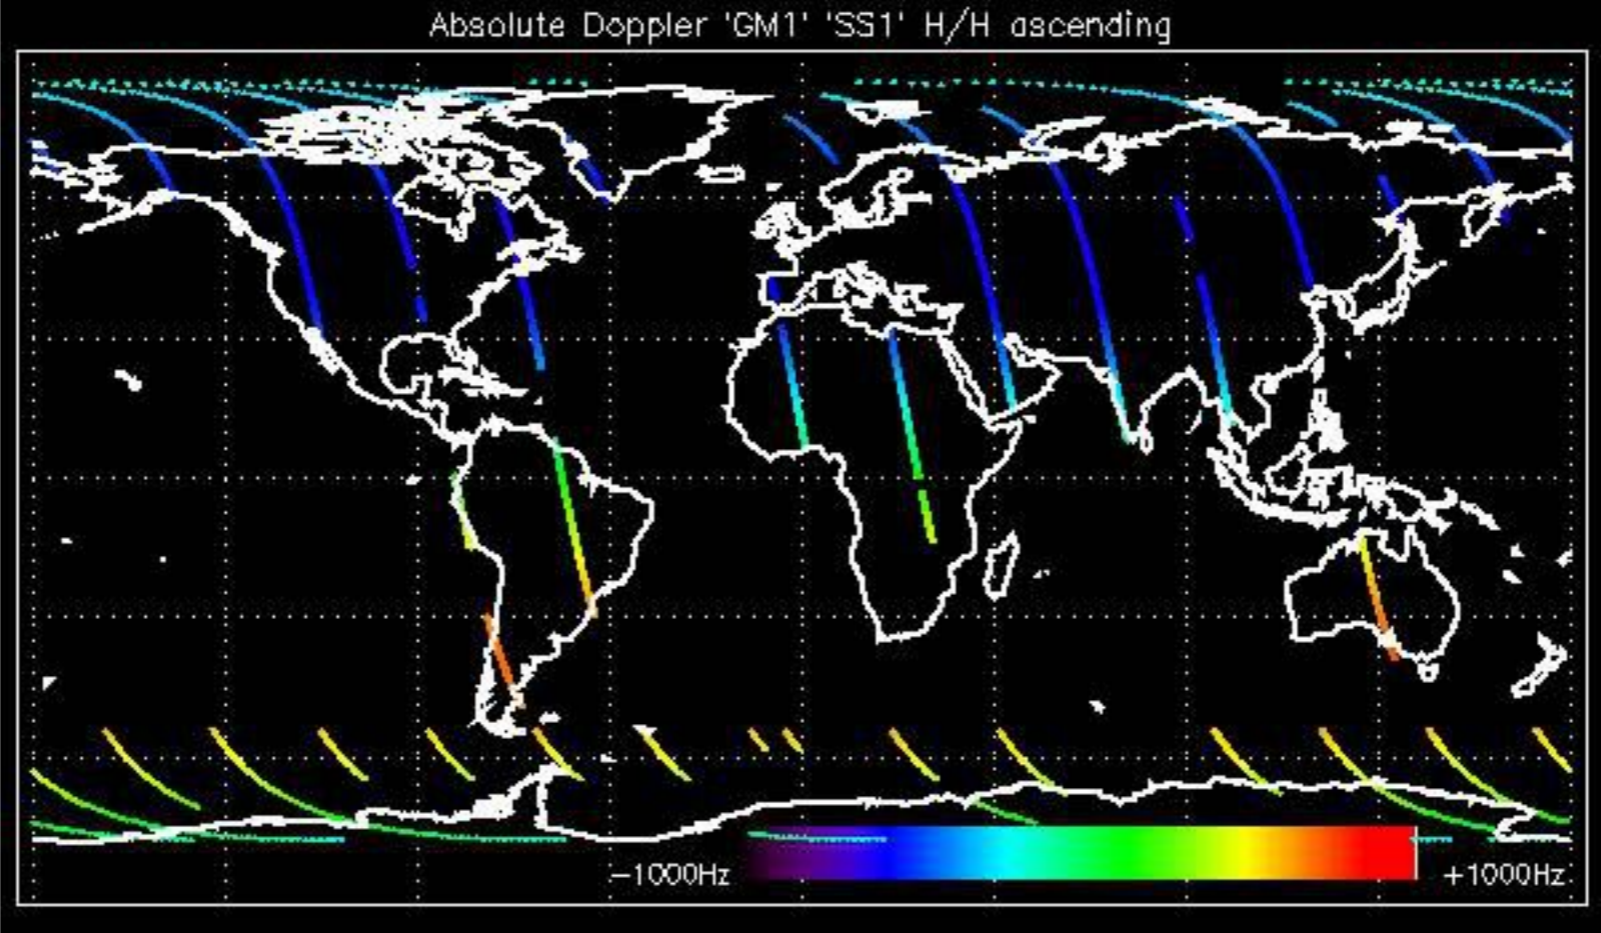 Absolute Doppler 'GM1' 'SS1' H/H ascending
−1000Hz +1000Hz